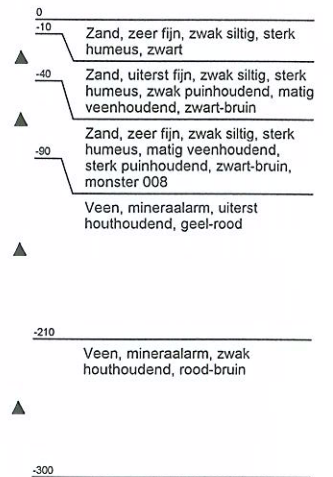 0
Zand, zeer fijn, zwak siltig, sterk
humeus, zwart
-10
Zand, uiterst fijn, zwak siltig, sterk
humeus, zwak puinhoudend, matig
veenhoudend, zwart-bruin
-40
Zand, zeer fijn, zwak siltig, sterk
humeus, matig veenhoudend,
sterk puinhoudend, zwart-bruin,
monster 008
-90
Veen, mineraalarm, uiterst
houthoudend, geel-rood
-210
Veen, mineraalarm, zwak
houthoudend, rood-bruin
-300